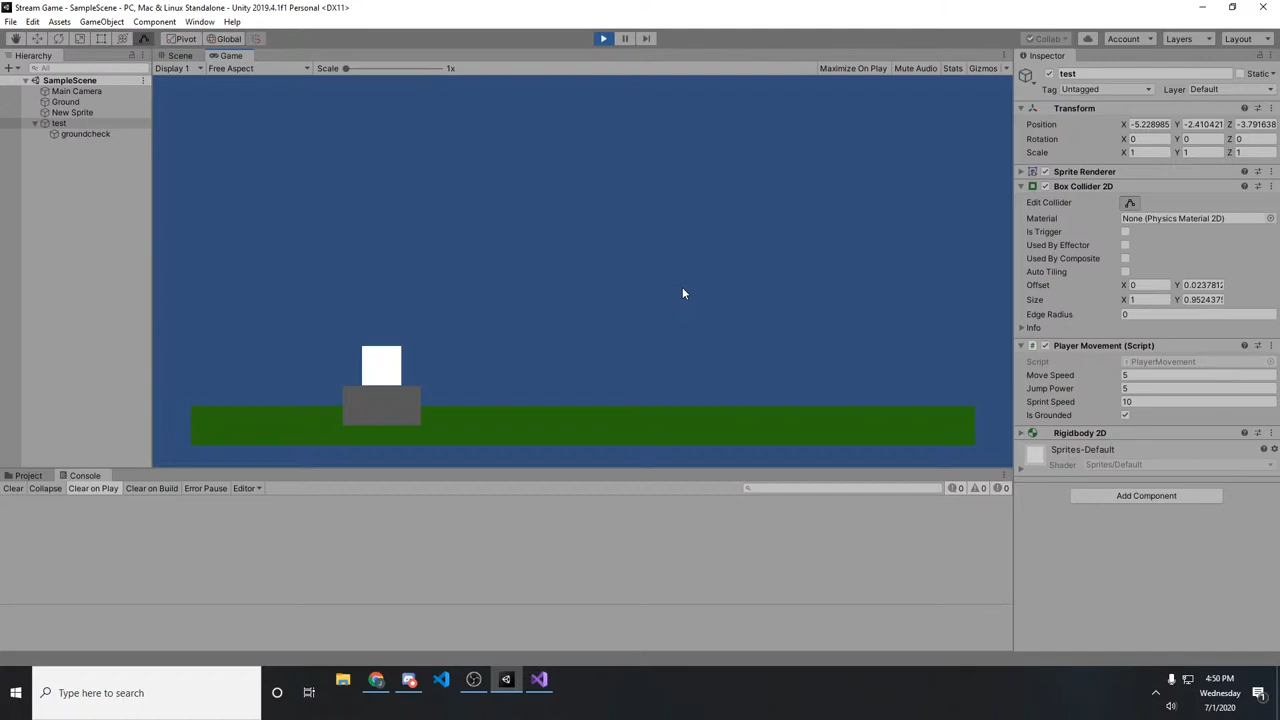 Stream Game - SampleScene - PC, Mac & Linux Standalone - Unity 2019.4.1f1 Personal <DX11>
File Edit Assets GameObject Component Window Help
Pivot Global Collab Account Layers Layout
Hierarchy Scene Game Inspector
All Display 1 Free Aspect Scale 1x Maximize On Play Mute Audio Stats Gizmos
test Static
SampleScene
Main Camera
Ground
New Sprite
test
groundcheck
Tag Untagged Layer Default
Transform
Position X -5.228985 Y -2.410421 Z -3.791638
Rotation X 0 Y 0 Z 0
Scale X 1 Y 1 Z 1
Sprite Renderer
Box Collider 2D
Edit Collider
Material None (Physics Material 2D)
Is Trigger
Used By Effector
Used By Composite
Auto Tiling
Offset X 0 Y 0.0237812
Size X 1 Y 0.9524375
Edge Radius 0
Info
Player Movement (Script)
Script PlayerMovement
Move Speed 5
Jump Power 5
Sprint Speed 10
Is Grounded
Rigidbody 2D
Sprites-Default
Shader Sprites/Default
Add Component
Project Console
Clear Collapse Clear on Play Clear on Build Error Pause Editor 0 0 0
Type here to search
4:50 PM
Wednesday
7/1/2020
1